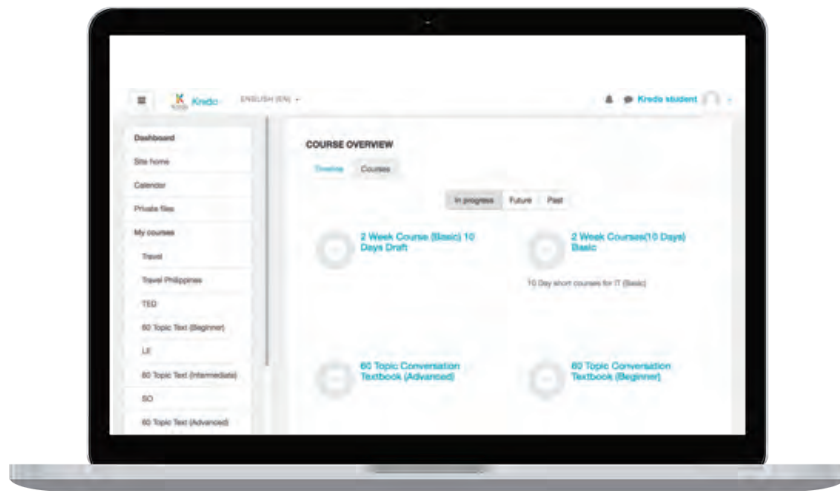 Kredo
ENGLISH (EN)
Kredo student
Dashboard
Site home
Calendar
Private files
My courses
Travel
Travel Philippines
TED
60 Topic Text (Beginner)
LE
60 Topic Text (Intermediate)
SO
60 Topic Text (Advanced)
COURSE OVERVIEW
Timeline Courses
In progress Future Past
2 Week Course (Basic) 10
Days Draft
2 Week Courses(10 Days)
Basic
10 Day short courses for IT (Basic)
60 Topic Conversation
Textbook (Advanced)
60 Topic Conversation
Textbook (Beginner)